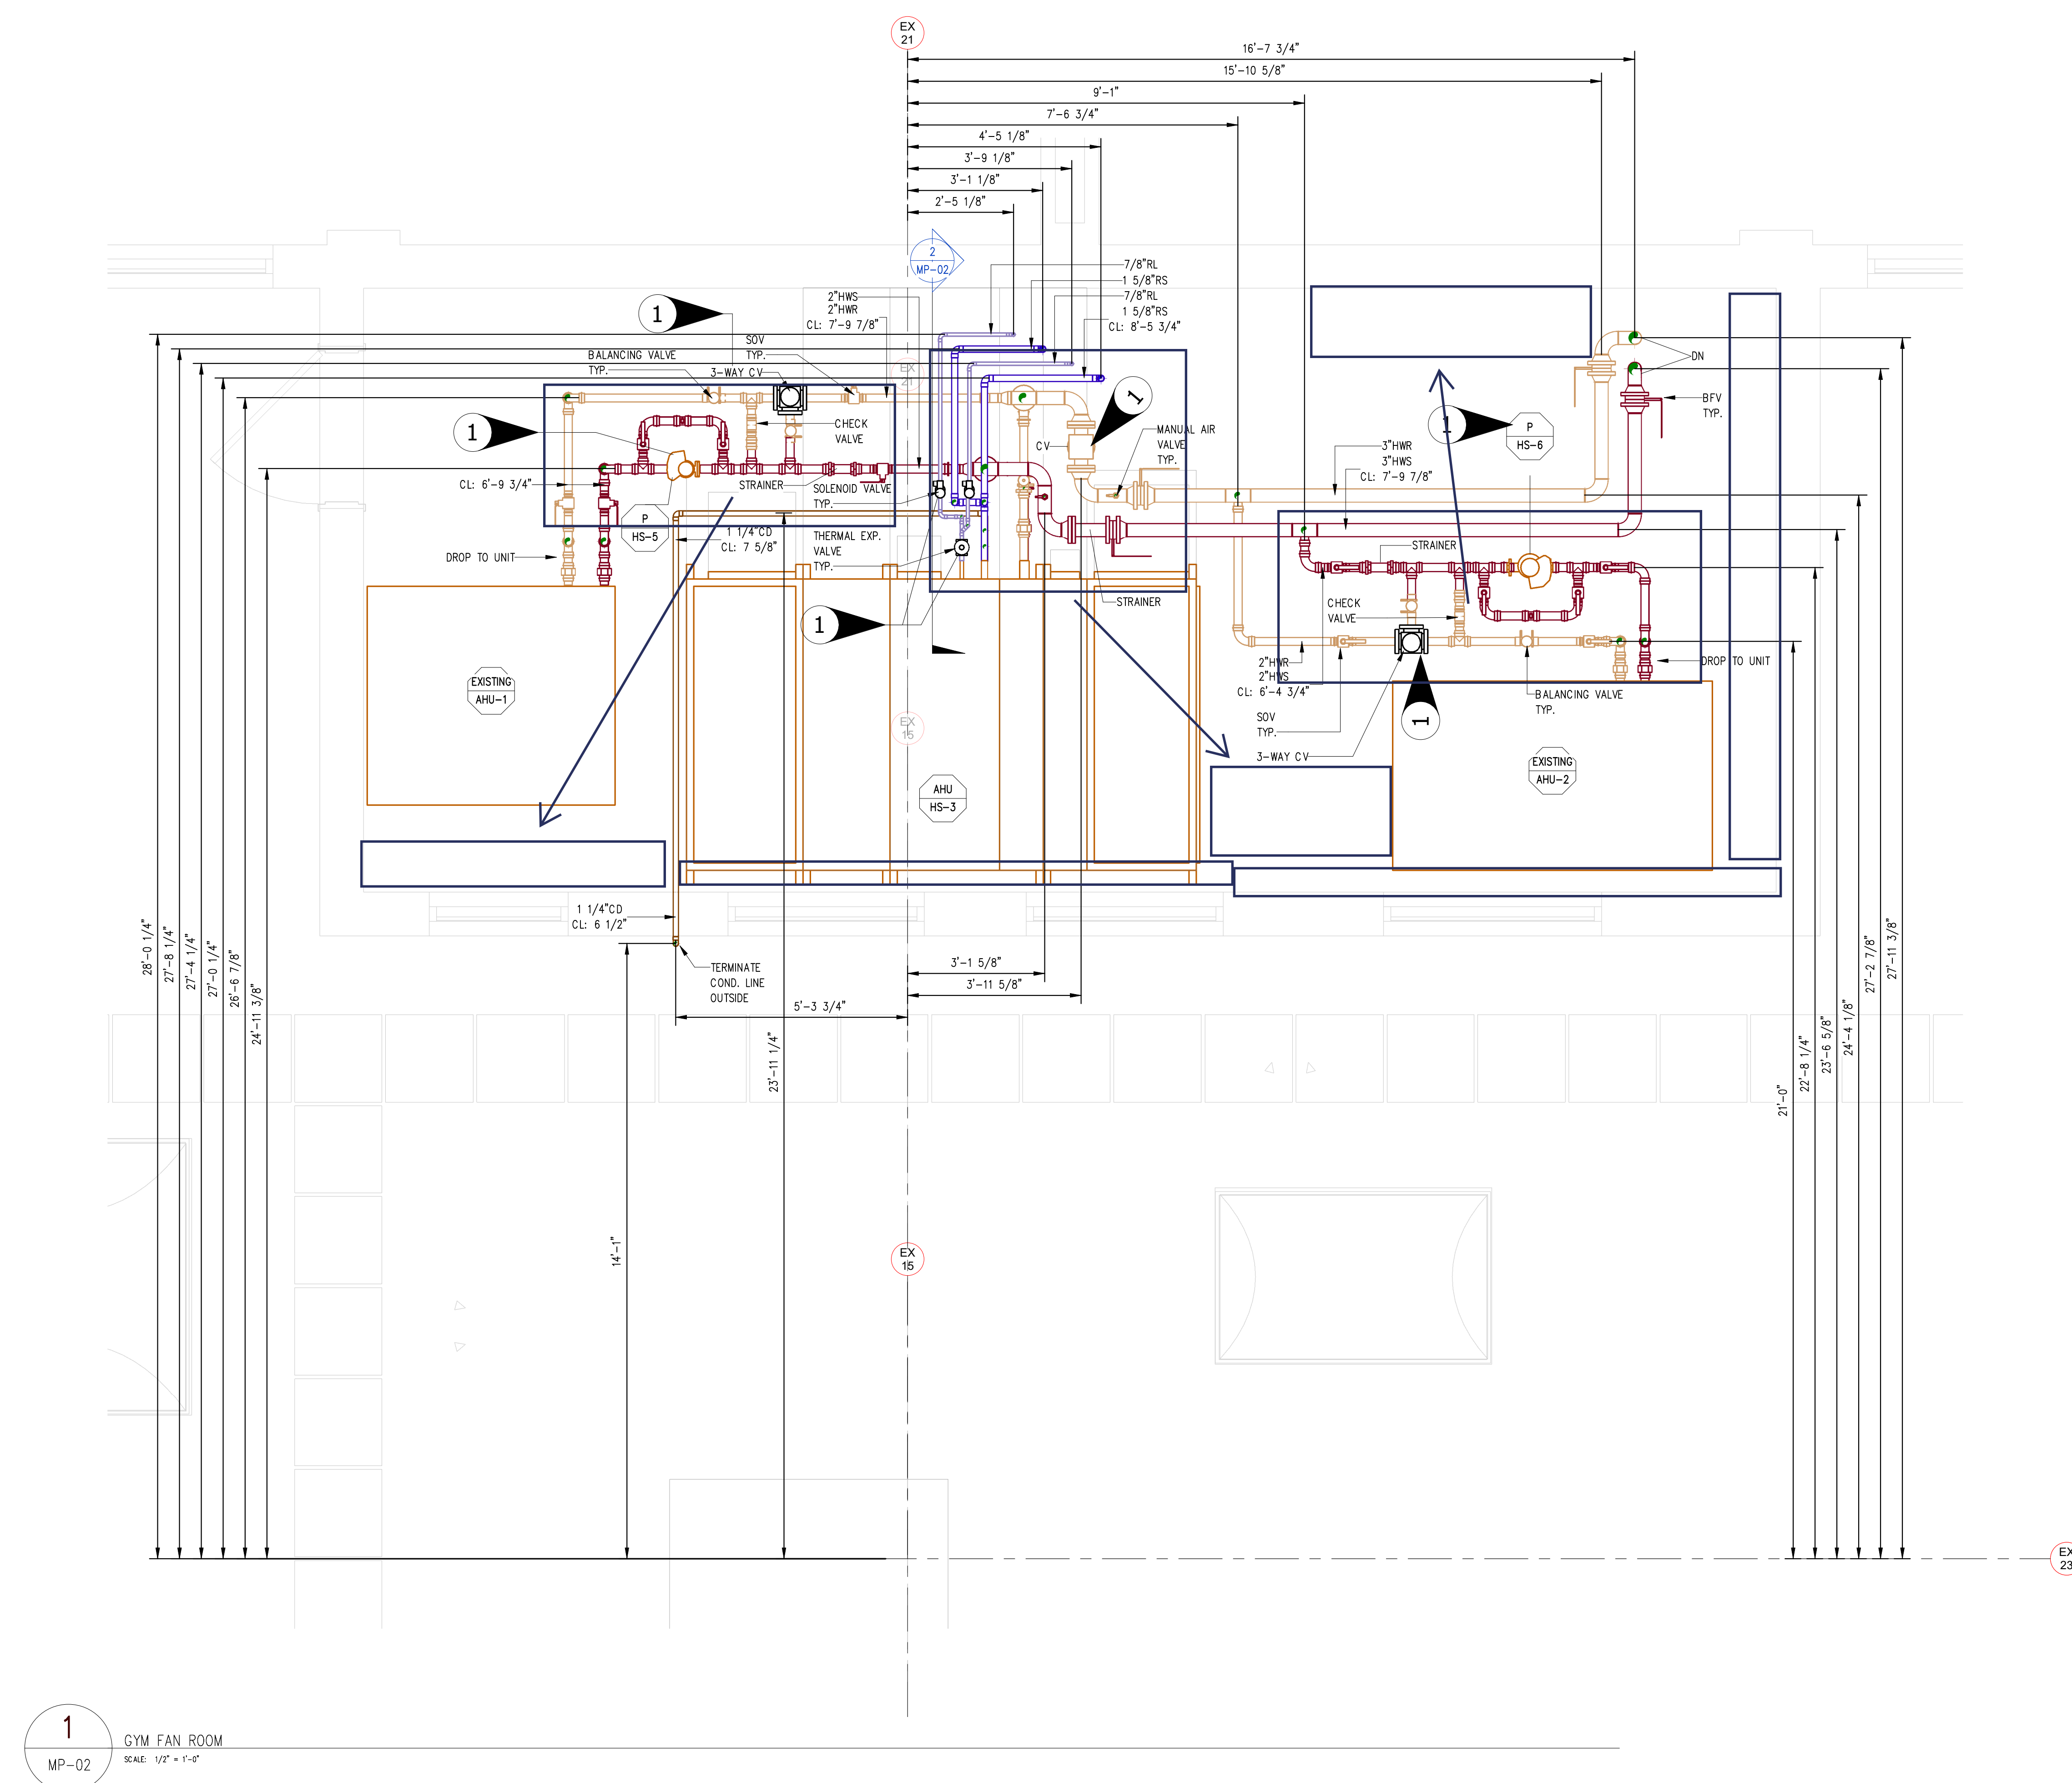 EX
21
16'-7 3/4"
15'-10 5/8"
9'-1"
7'-6 3/4"
4'-5 1/8"
3'-9 1/8"
3'-1 1/8"
2'-5 1/8"
2
MP-02
7/8"RL
1 5/8"RS
7/8"RL
1 5/8"RS
CL: 8'-5 3/4"
2"HWS
2"HWR
CL: 7'-9 7/8"
1
SOV
TYP.
BALANCING VALVE
TYP.
3-WAY CV
EX
21
1
CHECK
VALVE
CV
1
MANUAL AIR
VALVE
TYP.
DN
BFV
TYP.
1
P
HS-6
3"HWR
3"HWS
CL: 7'-9 7/8"
CL: 6'-9 3/4"
STRAINER
SOLENOID VALVE
TYP.
P
HS-5
1 1/4"CD
CL: 7 5/8"
THERMAL EXP.
VALVE
TYP.
DROP TO UNIT
STRAINER
STRAINER
1
CHECK
VALVE
2"HWR
2"HWS
CL: 6'-4 3/4"
DROP TO UNIT
BALANCING VALVE
TYP.
1
SOV
TYP.
3-WAY CV
EXISTING
AHU-1
EX
15
AHU
HS-3
EXISTING
AHU-2
1 1/4"CD
CL: 6 1/2"
TERMINATE
COND. LINE
OUTSIDE
3'-1 5/8"
3'-11 5/8"
5'-3 3/4"
28'-0 1/4"
27'-8 1/4"
27'-4 1/4"
27'-0 1/4"
26'-6 7/8"
24'-11 3/8"
14'-1"
23'-11 1/4"
21'-0"
22'-8 1/4"
23'-6 5/8"
24'-4 1/8"
27'-2 7/8"
27'-11 3/8"
EX
15
EX
23
1
MP-02
GYM FAN ROOM
SCALE: 1/2" = 1'-0"